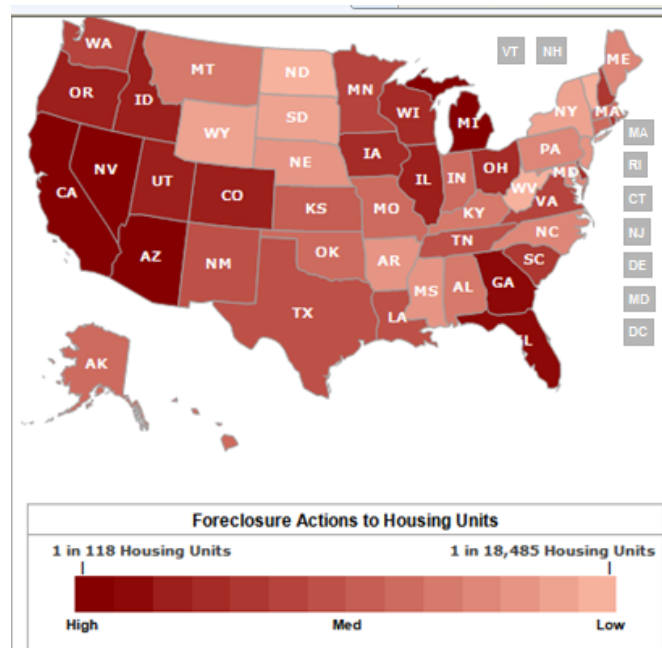 WA
MT
ND
MN
VT
NH
ME
OR
ID
WY
SD
WI
MI
NY
MA
NE
IA
PA
NV
UT
CO
IL
IN
OH
MD
CA
KS
MO
KY
WV
VA
AZ
NM
OK
AR
TN
NC
SC
TX
LA
MS
AL
GA
L
AK
MA
RI
CT
NJ
DE
MD
DC
Foreclosure Actions to Housing Units
1 in 118 Housing Units 1 in 18,485 Housing Units
High Med Low